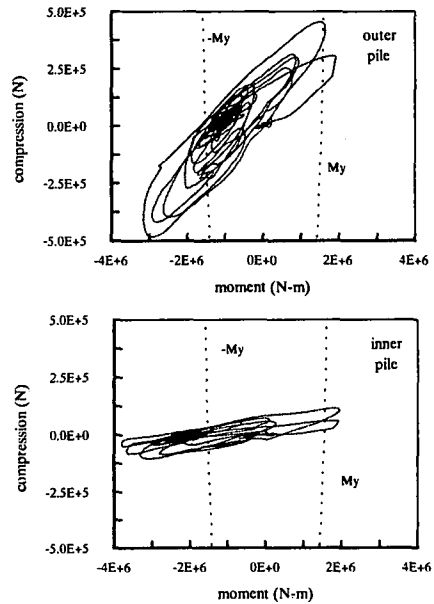 5.0E+5
-My
outer
pile
2.5E+5
compression (N)
0.0E+0
-2.5E+5
My
-5.0E+5
-4E+6 -2E+6 0E+0 2E+6 4E+6
moment (N-m)
5.0E+5
-My
inner
pile
2.5E+5
compression (N)
0.0E+0
-2.5E+5
My
-5.0E+5
-4E+6 -2E+6 0E+0 2E+6 4E+6
moment (N-m)